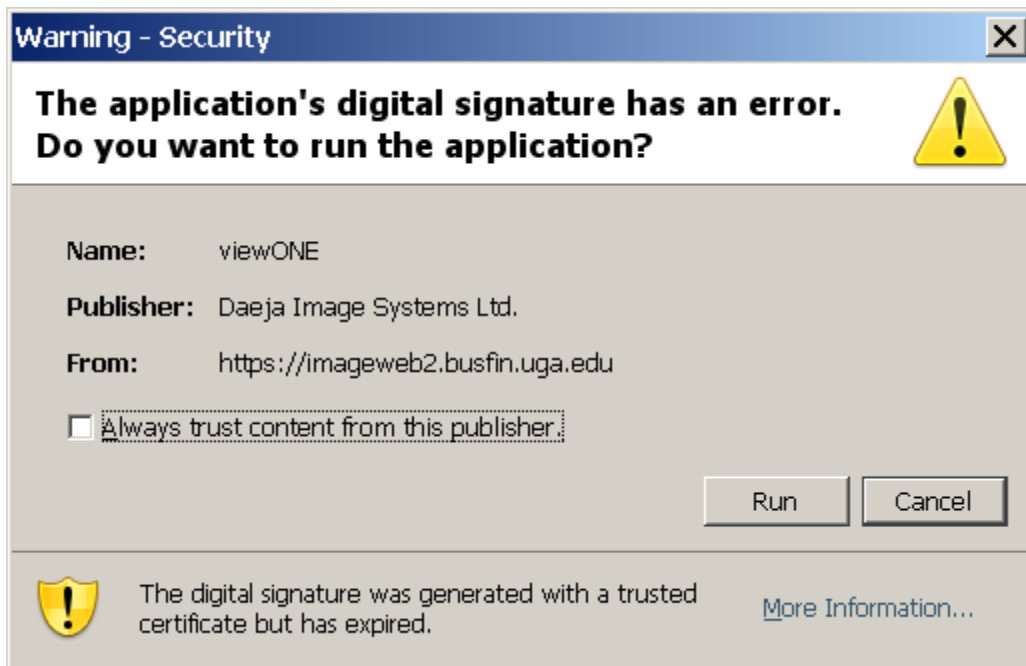 Warning - Security
The application's digital signature has an error.
Do you want to run the application?
Name: viewONE
Publisher: Daeja Image Systems Ltd.
From: https://imageweb2.busfin.uga.edu
Always trust content from this publisher.
Run Cancel
The digital signature was generated with a trusted
certificate but has expired.
More Information...